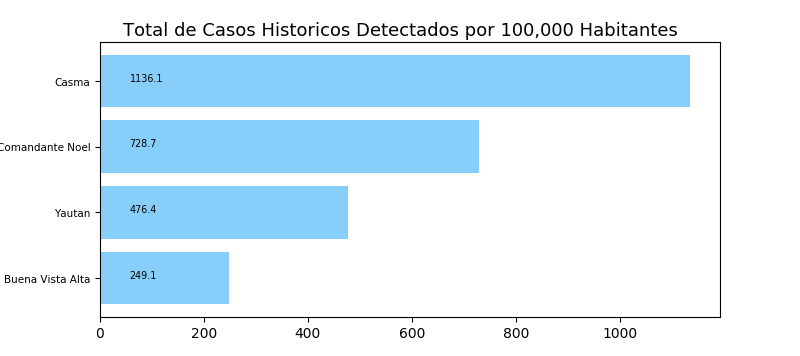 Total de Casos Historicos Detectados por 100,000 Habitantes
Casma 1136.1
Comandante Noel 728.7
Yautan 476.4
Buena Vista Alta 249.1
0 200 400 600 800 1000